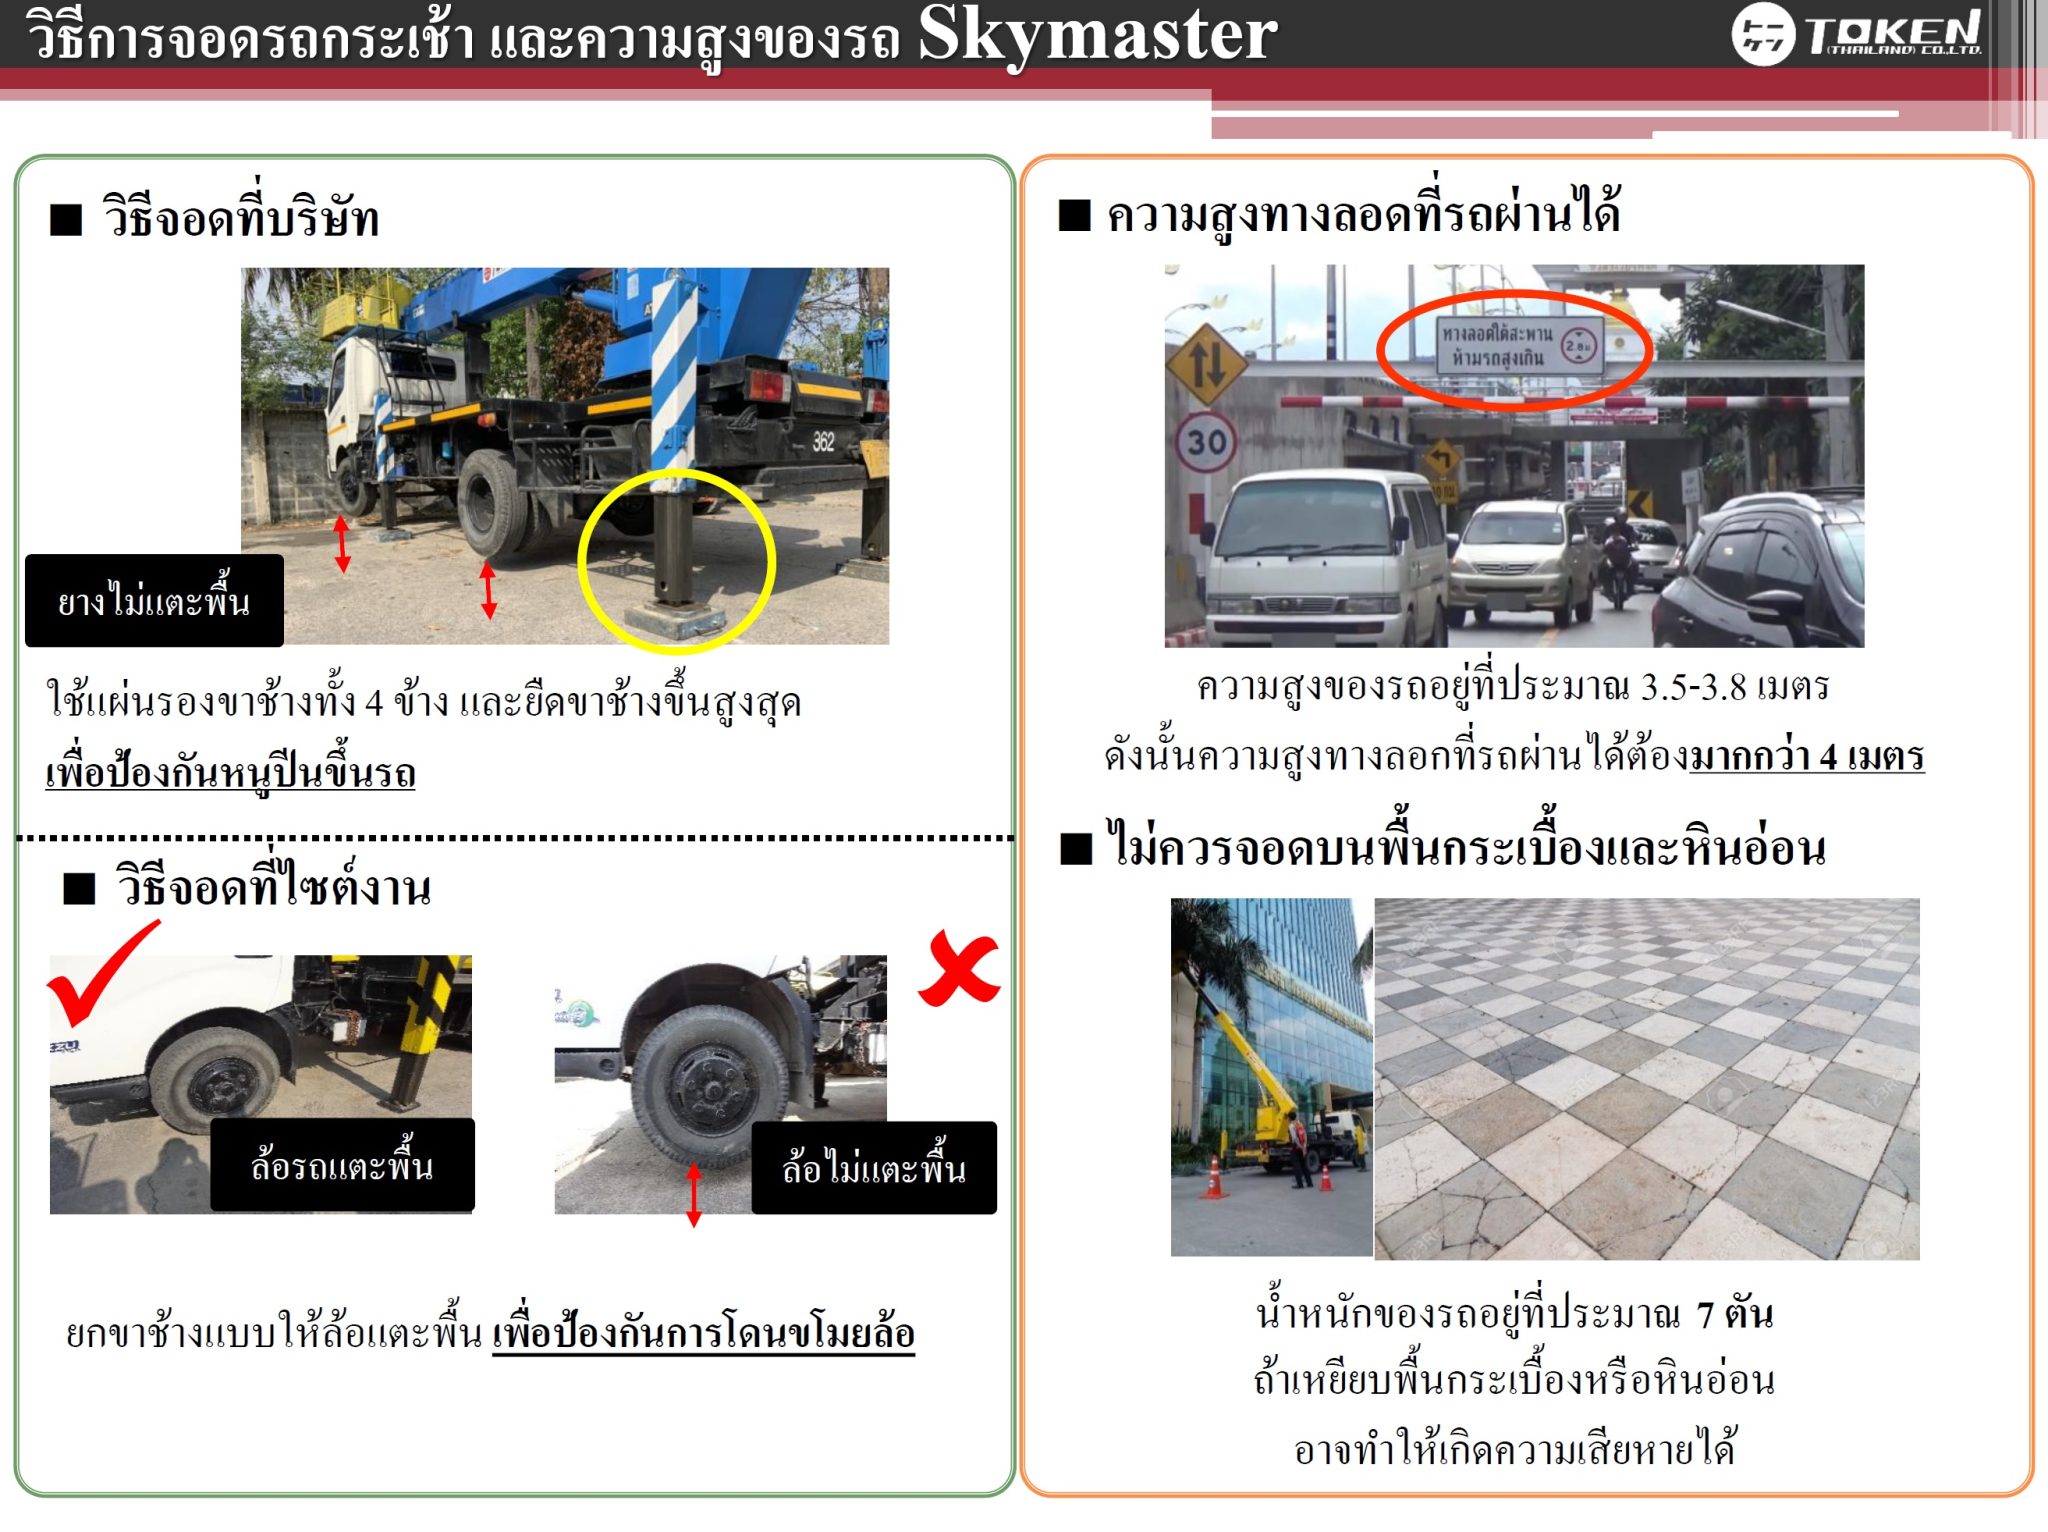 วิธีการจอดรถกระเช้า และความสูงของรถ Skymaster
TOKEN
(THAILAND) CO.,LTD.
■ วิธีจอดที่บริษัท
362
ยางไม่แตะพื้น
ใช้แผ่นรองขาช้างทั้ง 4 ข้าง และยืดขาช้างขึ้นสูงสุด
เพื่อป้องกันหนูปีนขึ้นรถ
■ วิธีจอดที่ไซต์งาน
ล้อรถแตะพื้น
ล้อไม่แตะพื้น
ยกขาช้างแบบให้ล้อแตะพื้น เพื่อป้องกันการโดนขโมยล้อ
■ ความสูงทางลอดที่รถผ่านได้
ทางลอดใต้สะพาน
ห้ามรถสูงเกิน
2.8ม
30
ความสูงของรถอยู่ที่ประมาณ 3.5-3.8 เมตร
ดังนั้นความสูงทางลอกที่รถผ่านได้ต้องมากกว่า 4 เมตร
■ ไม่ควรจอดบนพื้นกระเบื้องและหินอ่อน
น้ำหนักของรถอยู่ที่ประมาณ 7 ตัน
ถ้าเหยียบพื้นกระเบื้องหรือหินอ่อน
อาจทำให้เกิดความเสียหายได้